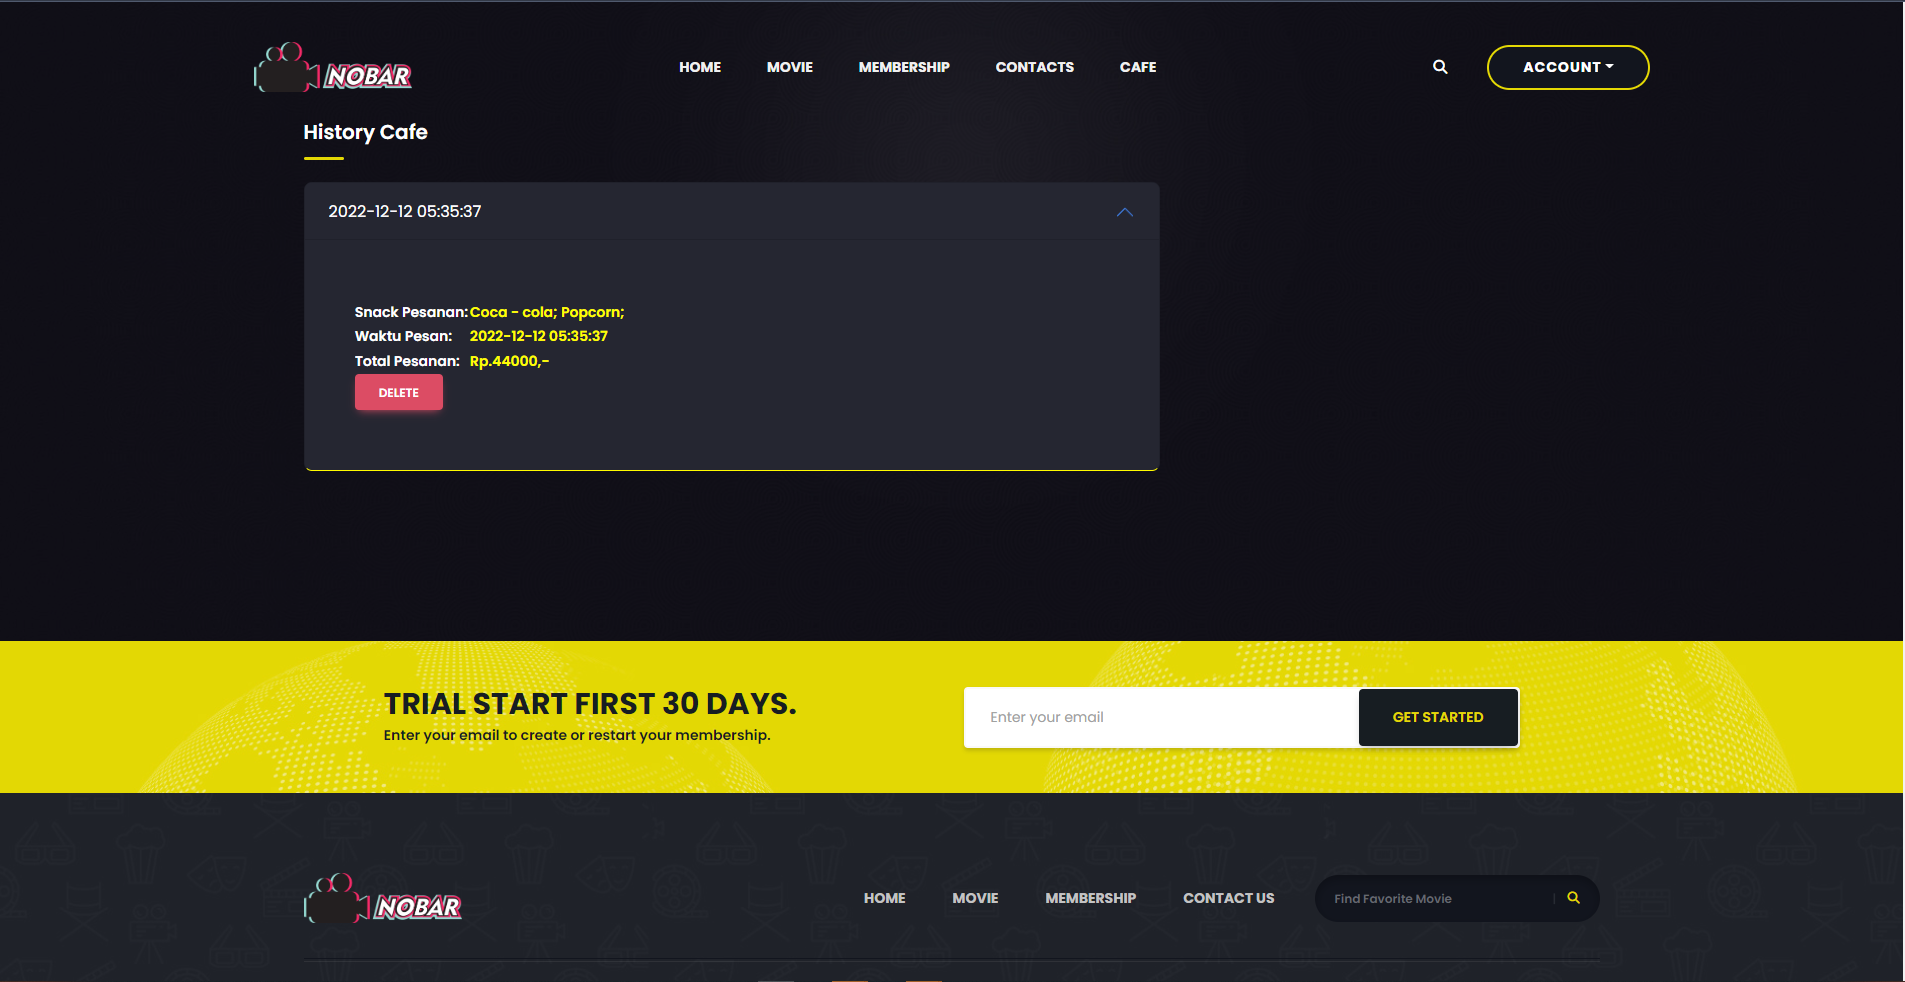 NOBAR
HOME MOVIE MEMBERSHIP CONTACTS CAFE
ACCOUNT
History Cafe
2022-12-12 05:35:37
Snack Pesanan: Coca - cola; Popcorn;
Waktu Pesan: 2022-12-12 05:35:37
Total Pesanan: Rp.44000,-
DELETE
TRIAL START FIRST 30 DAYS.
Enter your email to create or restart your membership.
Enter your email
GET STARTED
NOBAR
HOME MOVIE MEMBERSHIP CONTACT US
Find Favorite Movie